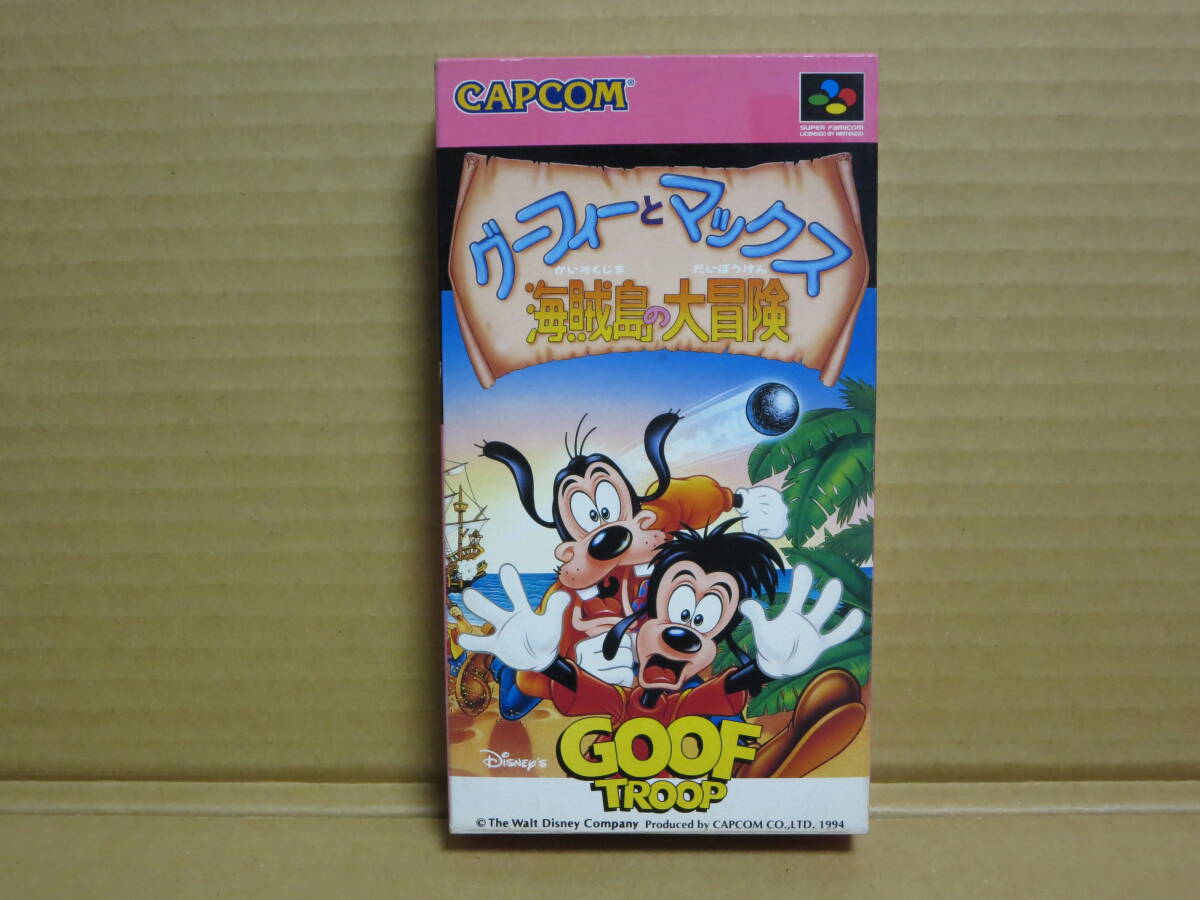 CAPCOM®
SUPER FAMICOM
LICENSED BY NINTENDO
グーフィーとマックス
かいぞくじま だいぼうけん
海賊島の大冒険
DISNEY'S
GOOF
TROOP
© The Walt Disney Company Produced by CAPCOM CO.,LTD. 1994